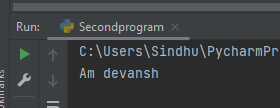 Run: Secondprogram
C:\Users\Sindhu\PycharmPr
Am devansh